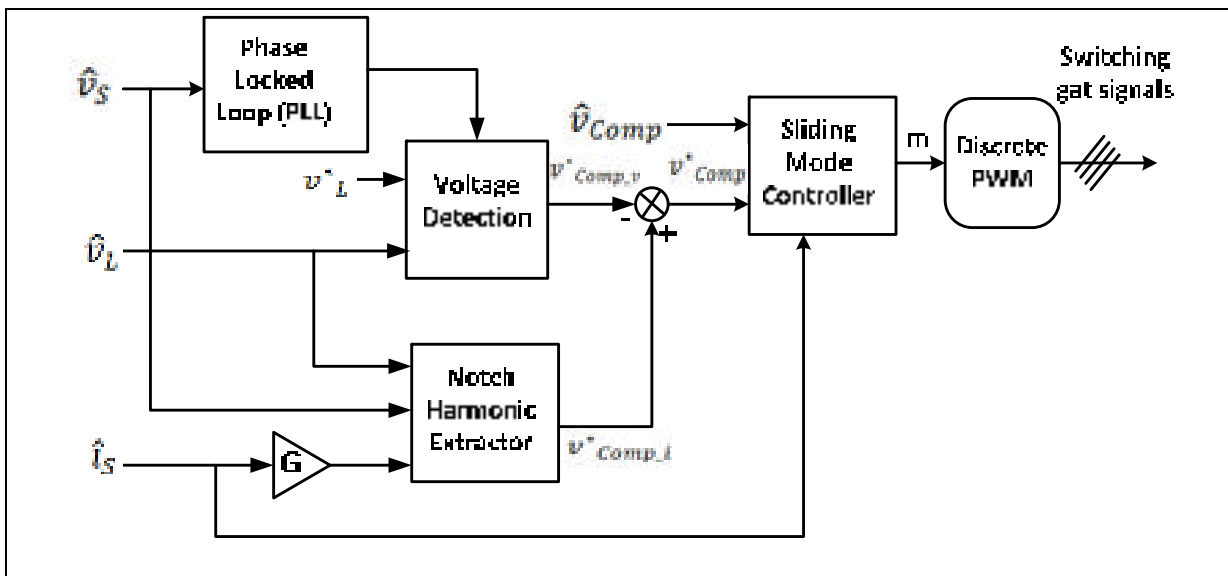 Phase
Locked
Loop (PLL)
Switching
gat signals
v̂_S
v̂_Comp
Sliding
Mode
Controller
m
Discrete
PWM
v*_L
Voltage
Detection
v*_Comp_v
v*_Comp
-
+
v̂_L
Notch
Harmonic
Extractor
v*_Comp_i
î_S
G